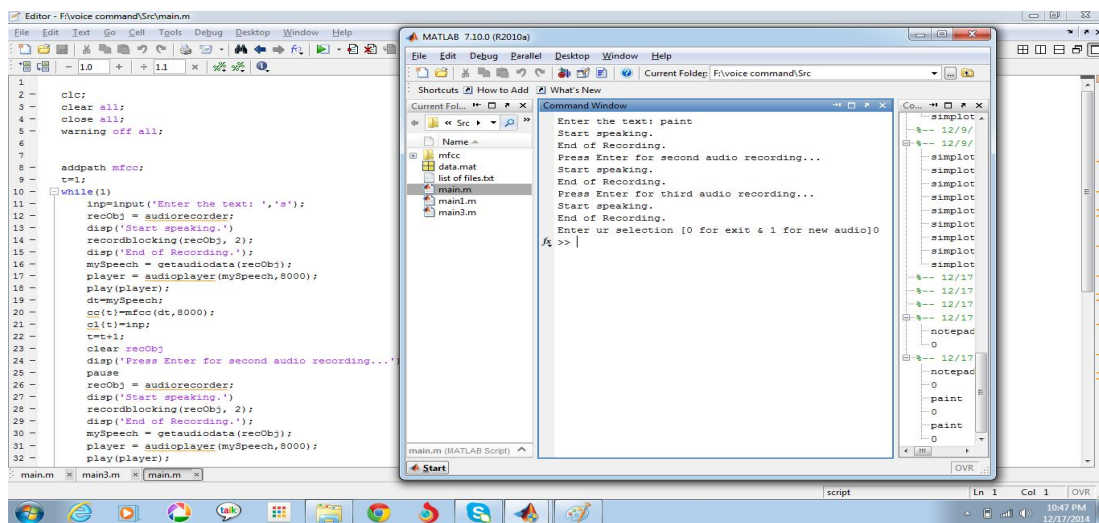 Editor - F:\voice command\Src\main.m
File Edit Text Go Cell Tools Debug Desktop Window Help
- 1.0 + ÷ 1.1 ×
1
2 - clc;
3 - clear all;
4 - close all;
5 - warning off all;
6
7
8 - addpath mfcc;
9 - t=1;
10 - while(1)
11 - inp=input('Enter the text: ','s');
12 - recObj = audiorecorder;
13 - disp('Start speaking.')
14 - recordblocking(recObj, 2);
15 - disp('End of Recording.');
16 - mySpeech = getaudiodata(recObj);
17 - player = audioplayer(mySpeech,8000);
18 - play(player);
19 - dt=mySpeech;
20 - cc{t}=mfcc(dt,8000);
21 - cl{t}=inp;
22 - t=t+1;
23 - clear recObj
24 - disp('Press Enter for second audio recording...')
25 - pause
26 - recObj = audiorecorder;
27 - disp('Start speaking.')
28 - recordblocking(recObj, 2);
29 - disp('End of Recording.');
30 - mySpeech = getaudiodata(recObj);
31 - player = audioplayer(mySpeech,8000);
32 - play(player);
main.m × main3.m × main.m ×
MATLAB 7.10.0 (R2010a)
File Edit Debug Parallel Desktop Window Help
Current Folder: F:\voice command\Src
Shortcuts How to Add What's New
Current Fol...
« Src
Name
mfcc
data.mat
list of files.txt
main.m
main1.m
main3.m
main.m (MATLAB Script)
Command Window
Enter the text: paint
Start speaking.
End of Recording.
Press Enter for second audio recording...
Start speaking.
End of Recording.
Press Enter for third audio recording...
Start speaking.
End of Recording.
Enter ur selection [0 for exit & 1 for new audio]0
fx >>
Co...
simplot
%-- 12/9/
%-- 12/9/
simplot
simplot
simplot
simplot
simplot
simplot
simplot
simplot
simplot
%-- 12/17
%-- 12/17
%-- 12/17
%-- 12/17
notepad
0
%-- 12/17
notepad
0
paint
0
paint
0
Start
OVR
script Ln 1 Col 1 OVR
talk
10:47 PM
12/17/2014